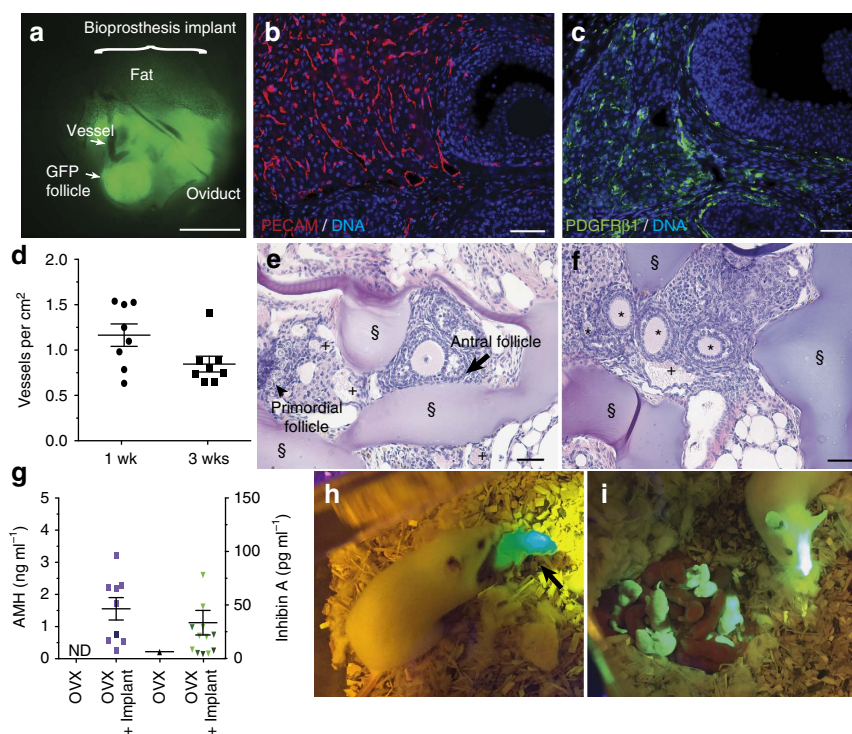 a
Bioprosthesis implant
Fat
Vessel
GFP
follicle
Oviduct
b
PECAM / DNA
c
PDGFRβ1 / DNA
d
Vessels per cm²
2.0
1.5
1.0
0.5
0.0
1 wk
3 wks
e
§
*
+
+
Antral follicle
Primordial
follicle
§
§
+
f
§
*
*
*
*
+
§
§
g
AMH (ng ml⁻¹)
5
4
3
2
1
0
ND
150
100
50
0
Inhibin A (pg ml⁻¹)
OVX
OVX
+ Implant
OVX
OVX
+ Implant
h
i